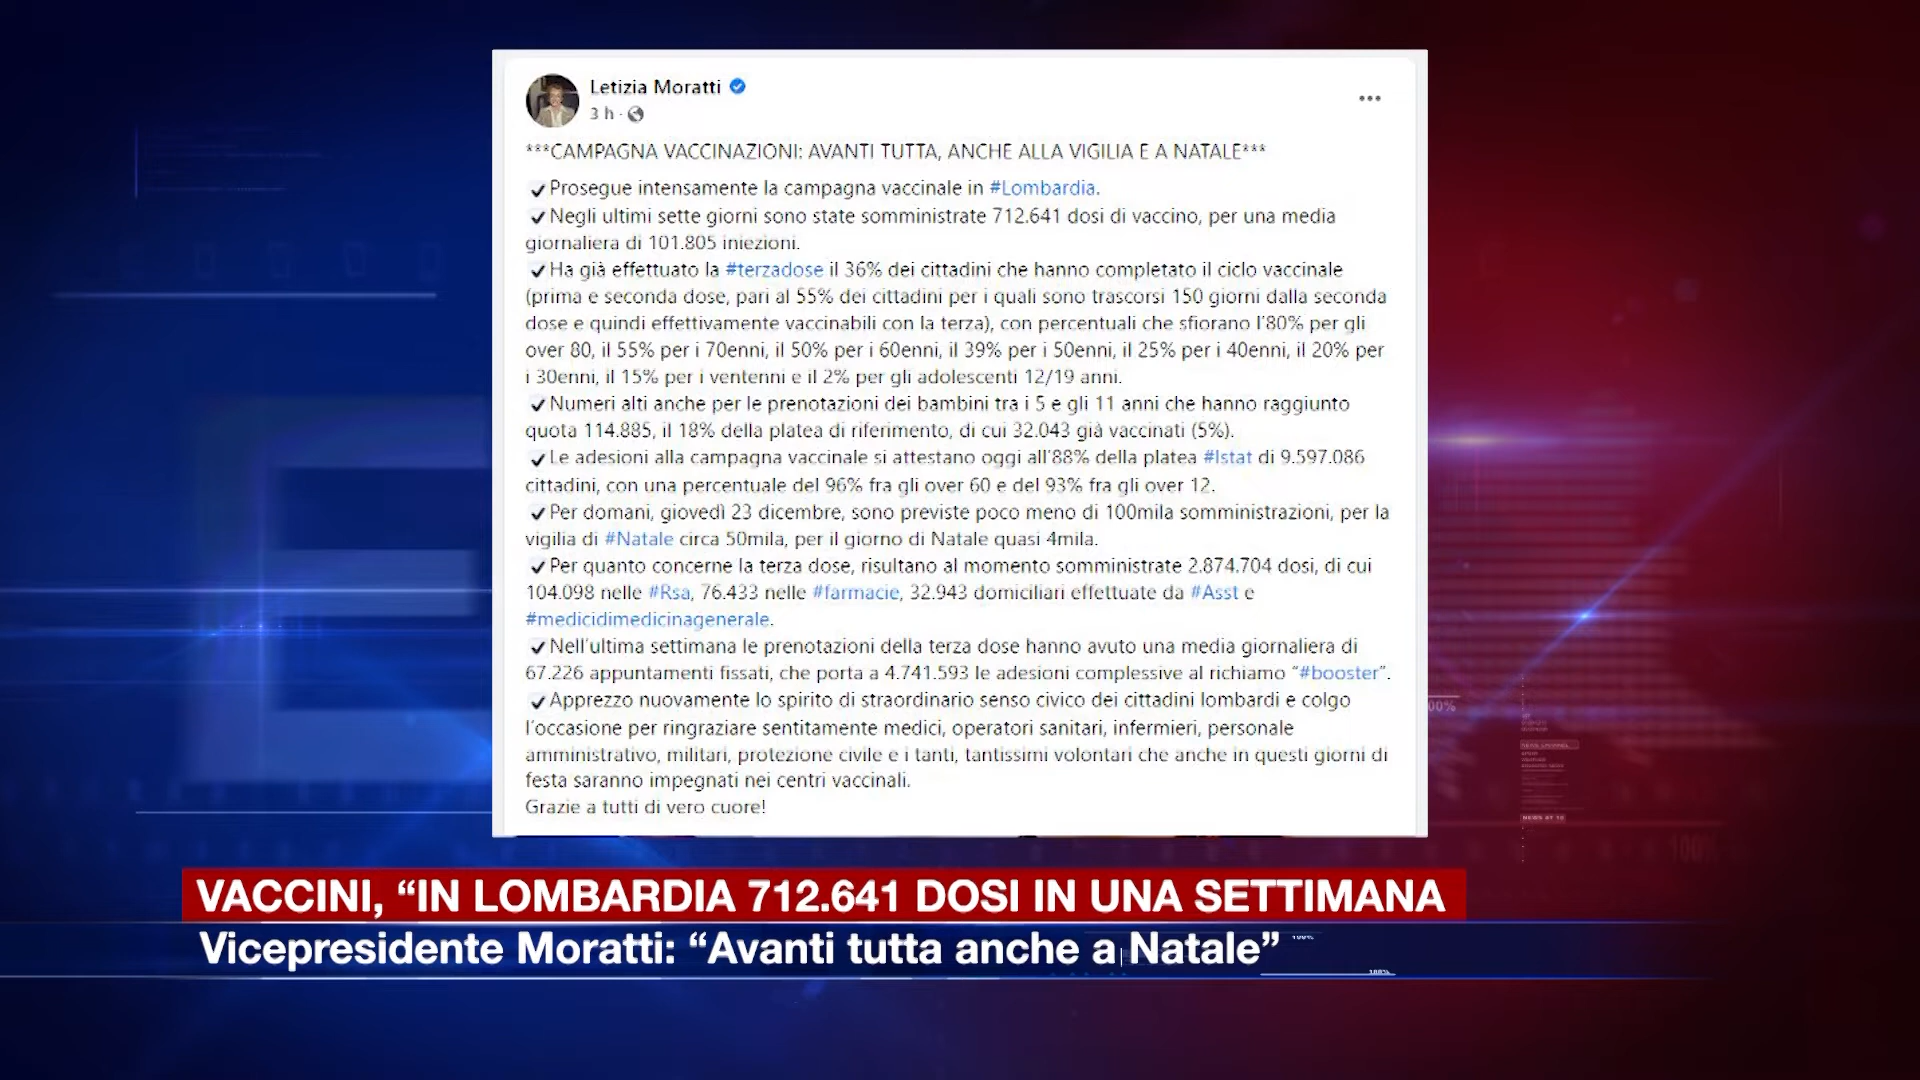 Letizia Moratti
3 h ·
***CAMPAGNA VACCINAZIONI: AVANTI TUTTA, ANCHE ALLA VIGILIA E A NATALE***
✔Prosegue intensamente la campagna vaccinale in #Lombardia.
✔Negli ultimi sette giorni sono state somministrate 712.641 dosi di vaccino, per una media
giornaliera di 101.805 iniezioni.
✔Ha già effettuato la #terzadose il 36% dei cittadini che hanno completato il ciclo vaccinale
(prima e seconda dose, pari al 55% dei cittadini per i quali sono trascorsi 150 giorni dalla seconda
dose e quindi effettivamente vaccinabili con la terza), con percentuali che sfiorano l'80% per gli
over 80, il 55% per i 70enni, il 50% per i 60enni, il 39% per i 50enni, il 25% per i 40enni, il 20% per
i 30enni, il 15% per i ventenni e il 2% per gli adolescenti 12/19 anni.
✔Numeri alti anche per le prenotazioni dei bambini tra i 5 e gli 11 anni che hanno raggiunto
quota 114.885, il 18% della platea di riferimento, di cui 32.043 già vaccinati (5%).
✔Le adesioni alla campagna vaccinale si attestano oggi all'88% della platea #Istat di 9.597.086
cittadini, con una percentuale del 96% fra gli over 60 e del 93% fra gli over 12.
✔Per domani, giovedì 23 dicembre, sono previste poco meno di 100mila somministrazioni, per la
vigilia di #Natale circa 50mila, per il giorno di Natale quasi 4mila.
✔Per quanto concerne la terza dose, risultano al momento somministrate 2.874.704 dosi, di cui
104.098 nelle #Rsa, 76.433 nelle #farmacie, 32.943 domiciliari effettuate da #Asst e
#medicidimedicinagenerale.
✔Nell'ultima settimana le prenotazioni della terza dose hanno avuto una media giornaliera di
67.226 appuntamenti fissati, che porta a 4.741.593 le adesioni complessive al richiamo "#booster".
✔Apprezzo nuovamente lo spirito di straordinario senso civico dei cittadini lombardi e colgo
l'occasione per ringraziare sentitamente medici, operatori sanitari, infermieri, personale
amministrativo, militari, protezione civile e i tanti, tantissimi volontari che anche in questi giorni di
festa saranno impegnati nei centri vaccinali.
Grazie a tutti di vero cuore!
00%
NEWS CHANNEL
NEWS AT 10
100%
VACCINI, “IN LOMBARDIA 712.641 DOSI IN UNA SETTIMANA
Vicepresidente Moratti: “Avanti tutta anche a Natale”
100%
100%